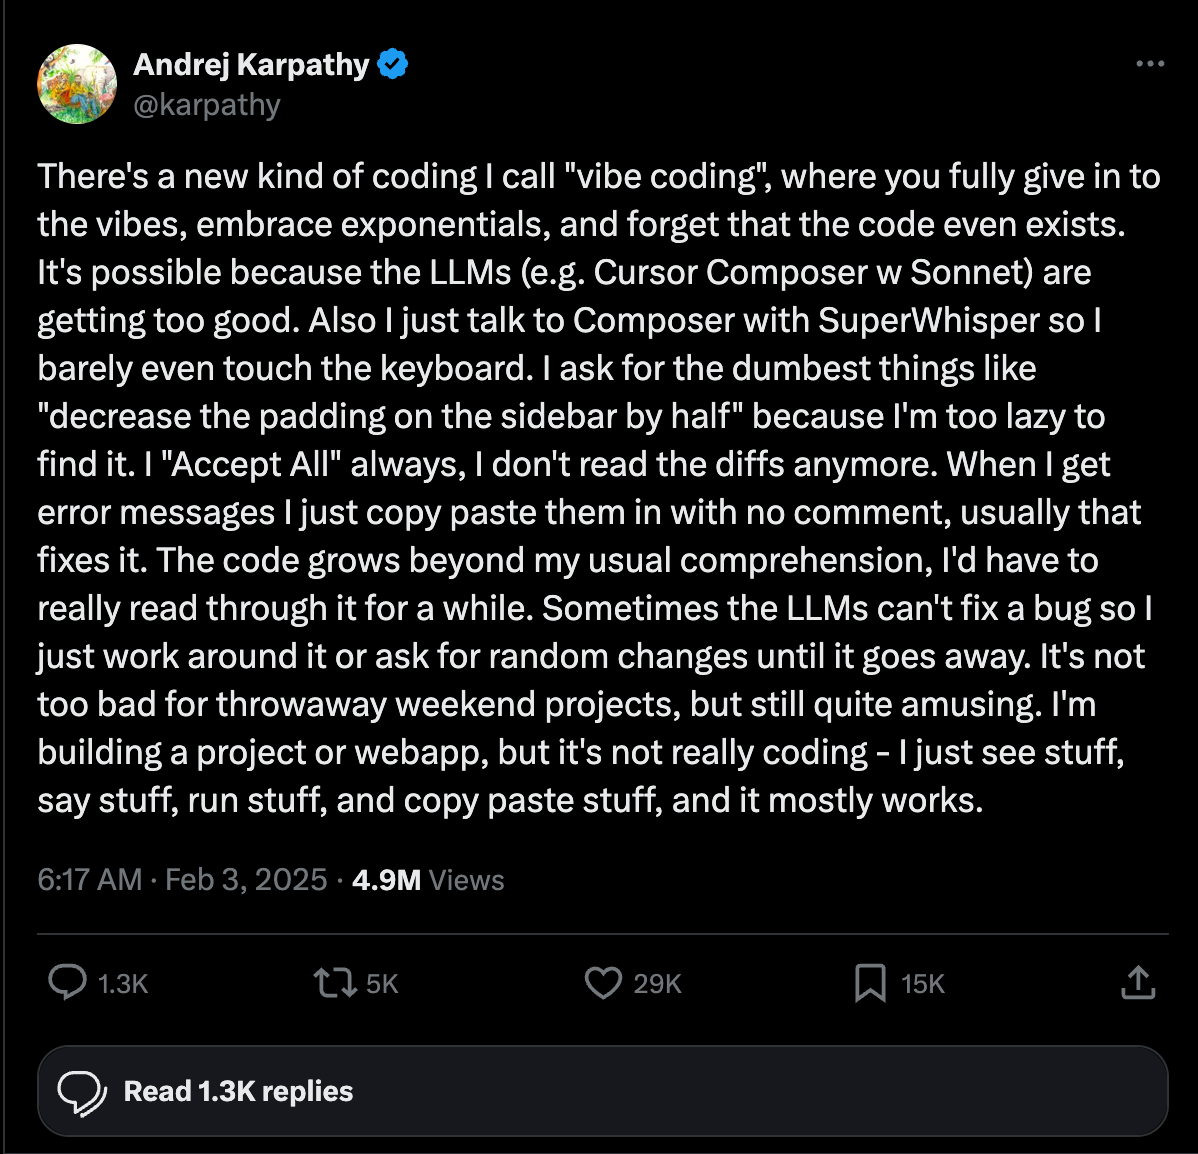 Andrej Karpathy
@karpathy
There's a new kind of coding I call "vibe coding", where you fully give in to
the vibes, embrace exponentials, and forget that the code even exists.
It's possible because the LLMs (e.g. Cursor Composer w Sonnet) are
getting too good. Also I just talk to Composer with SuperWhisper so I
barely even touch the keyboard. I ask for the dumbest things like
"decrease the padding on the sidebar by half" because I'm too lazy to
find it. I "Accept All" always, I don't read the diffs anymore. When I get
error messages I just copy paste them in with no comment, usually that
fixes it. The code grows beyond my usual comprehension, I'd have to
really read through it for a while. Sometimes the LLMs can't fix a bug so I
just work around it or ask for random changes until it goes away. It's not
too bad for throwaway weekend projects, but still quite amusing. I'm
building a project or webapp, but it's not really coding - I just see stuff,
say stuff, run stuff, and copy paste stuff, and it mostly works.
6:17 AM · Feb 3, 2025 · 4.9M Views
1.3K 5K 29K 15K
Read 1.3K replies